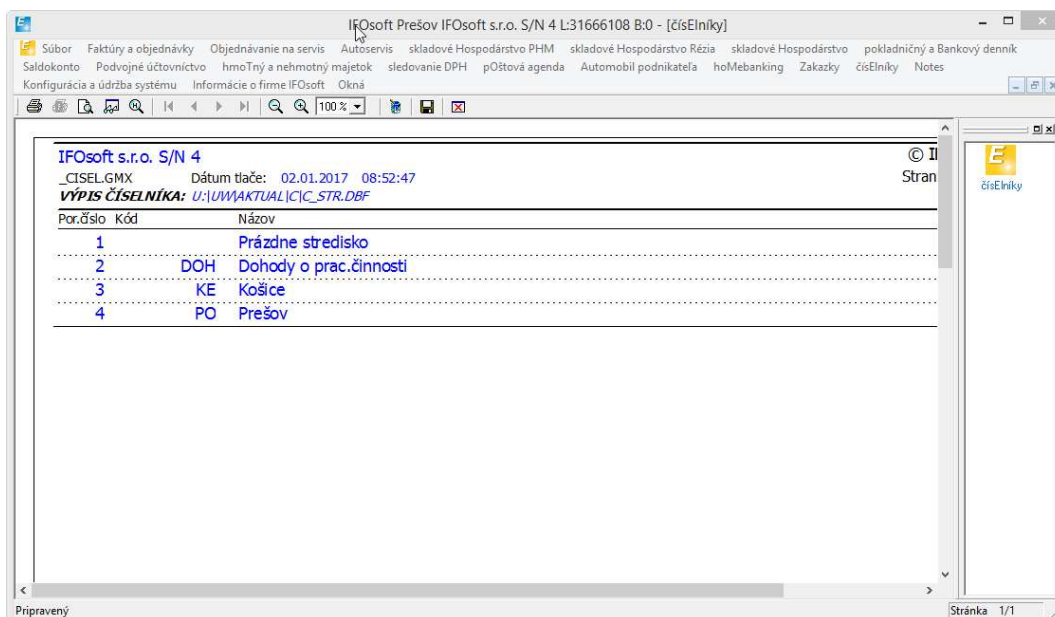 IFOsoft Prešov IFOsoft s.r.o. S/N 4 L:31666108 B:0 - [čísElníky]
Súbor Faktúry a objednávky Objednávanie na servis Autoservis skladové Hospodárstvo PHM skladové Hospodárstvo Rézia skladové Hospodárstvo pokladničný a Bankový denník
Saldokonto Podvojné účtovníctvo hmoTný a nehmotný majetok sledovanie DPH pOštová agenda Automobil podnikateľa hoMebanking Zakazky čísElníky Notes
Konfigurácia a údržba systému Informácie o firme IFOsoft Okná
100 %
IFOsoft s.r.o. S/N 4 ©
_CISEL.GMX Dátum tlače: 02.01.2017 08:52:47 Stran
VÝPIS ČÍSELNÍKA: U:\UW\AKTUAL\C\C_STR.DBF
Por.číslo Kód Názov
1 Prázdne stredisko
2 DOH Dohody o prac.činnosti
3 KE Košice
4 PO Prešov
čísElníky
Pripravený Stránka 1/1